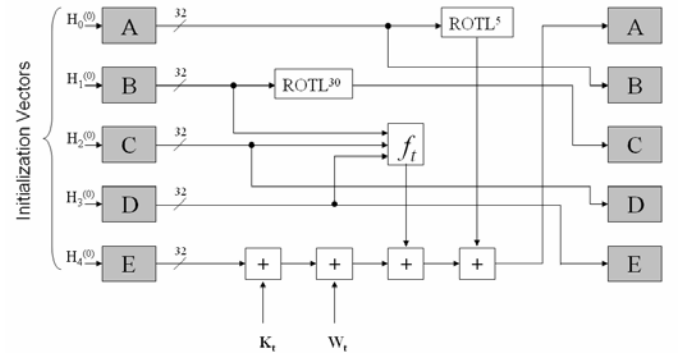 Initialization Vectors
H₀⁽⁰⁾ A 32 ROTL⁵ A
H₁⁽⁰⁾ B 32 ROTL³⁰ B
H₂⁽⁰⁾ C 32 fₜ C
H₃⁽⁰⁾ D 32 D
H₄⁽⁰⁾ E 32 + + + + E
Kₜ Wₜ